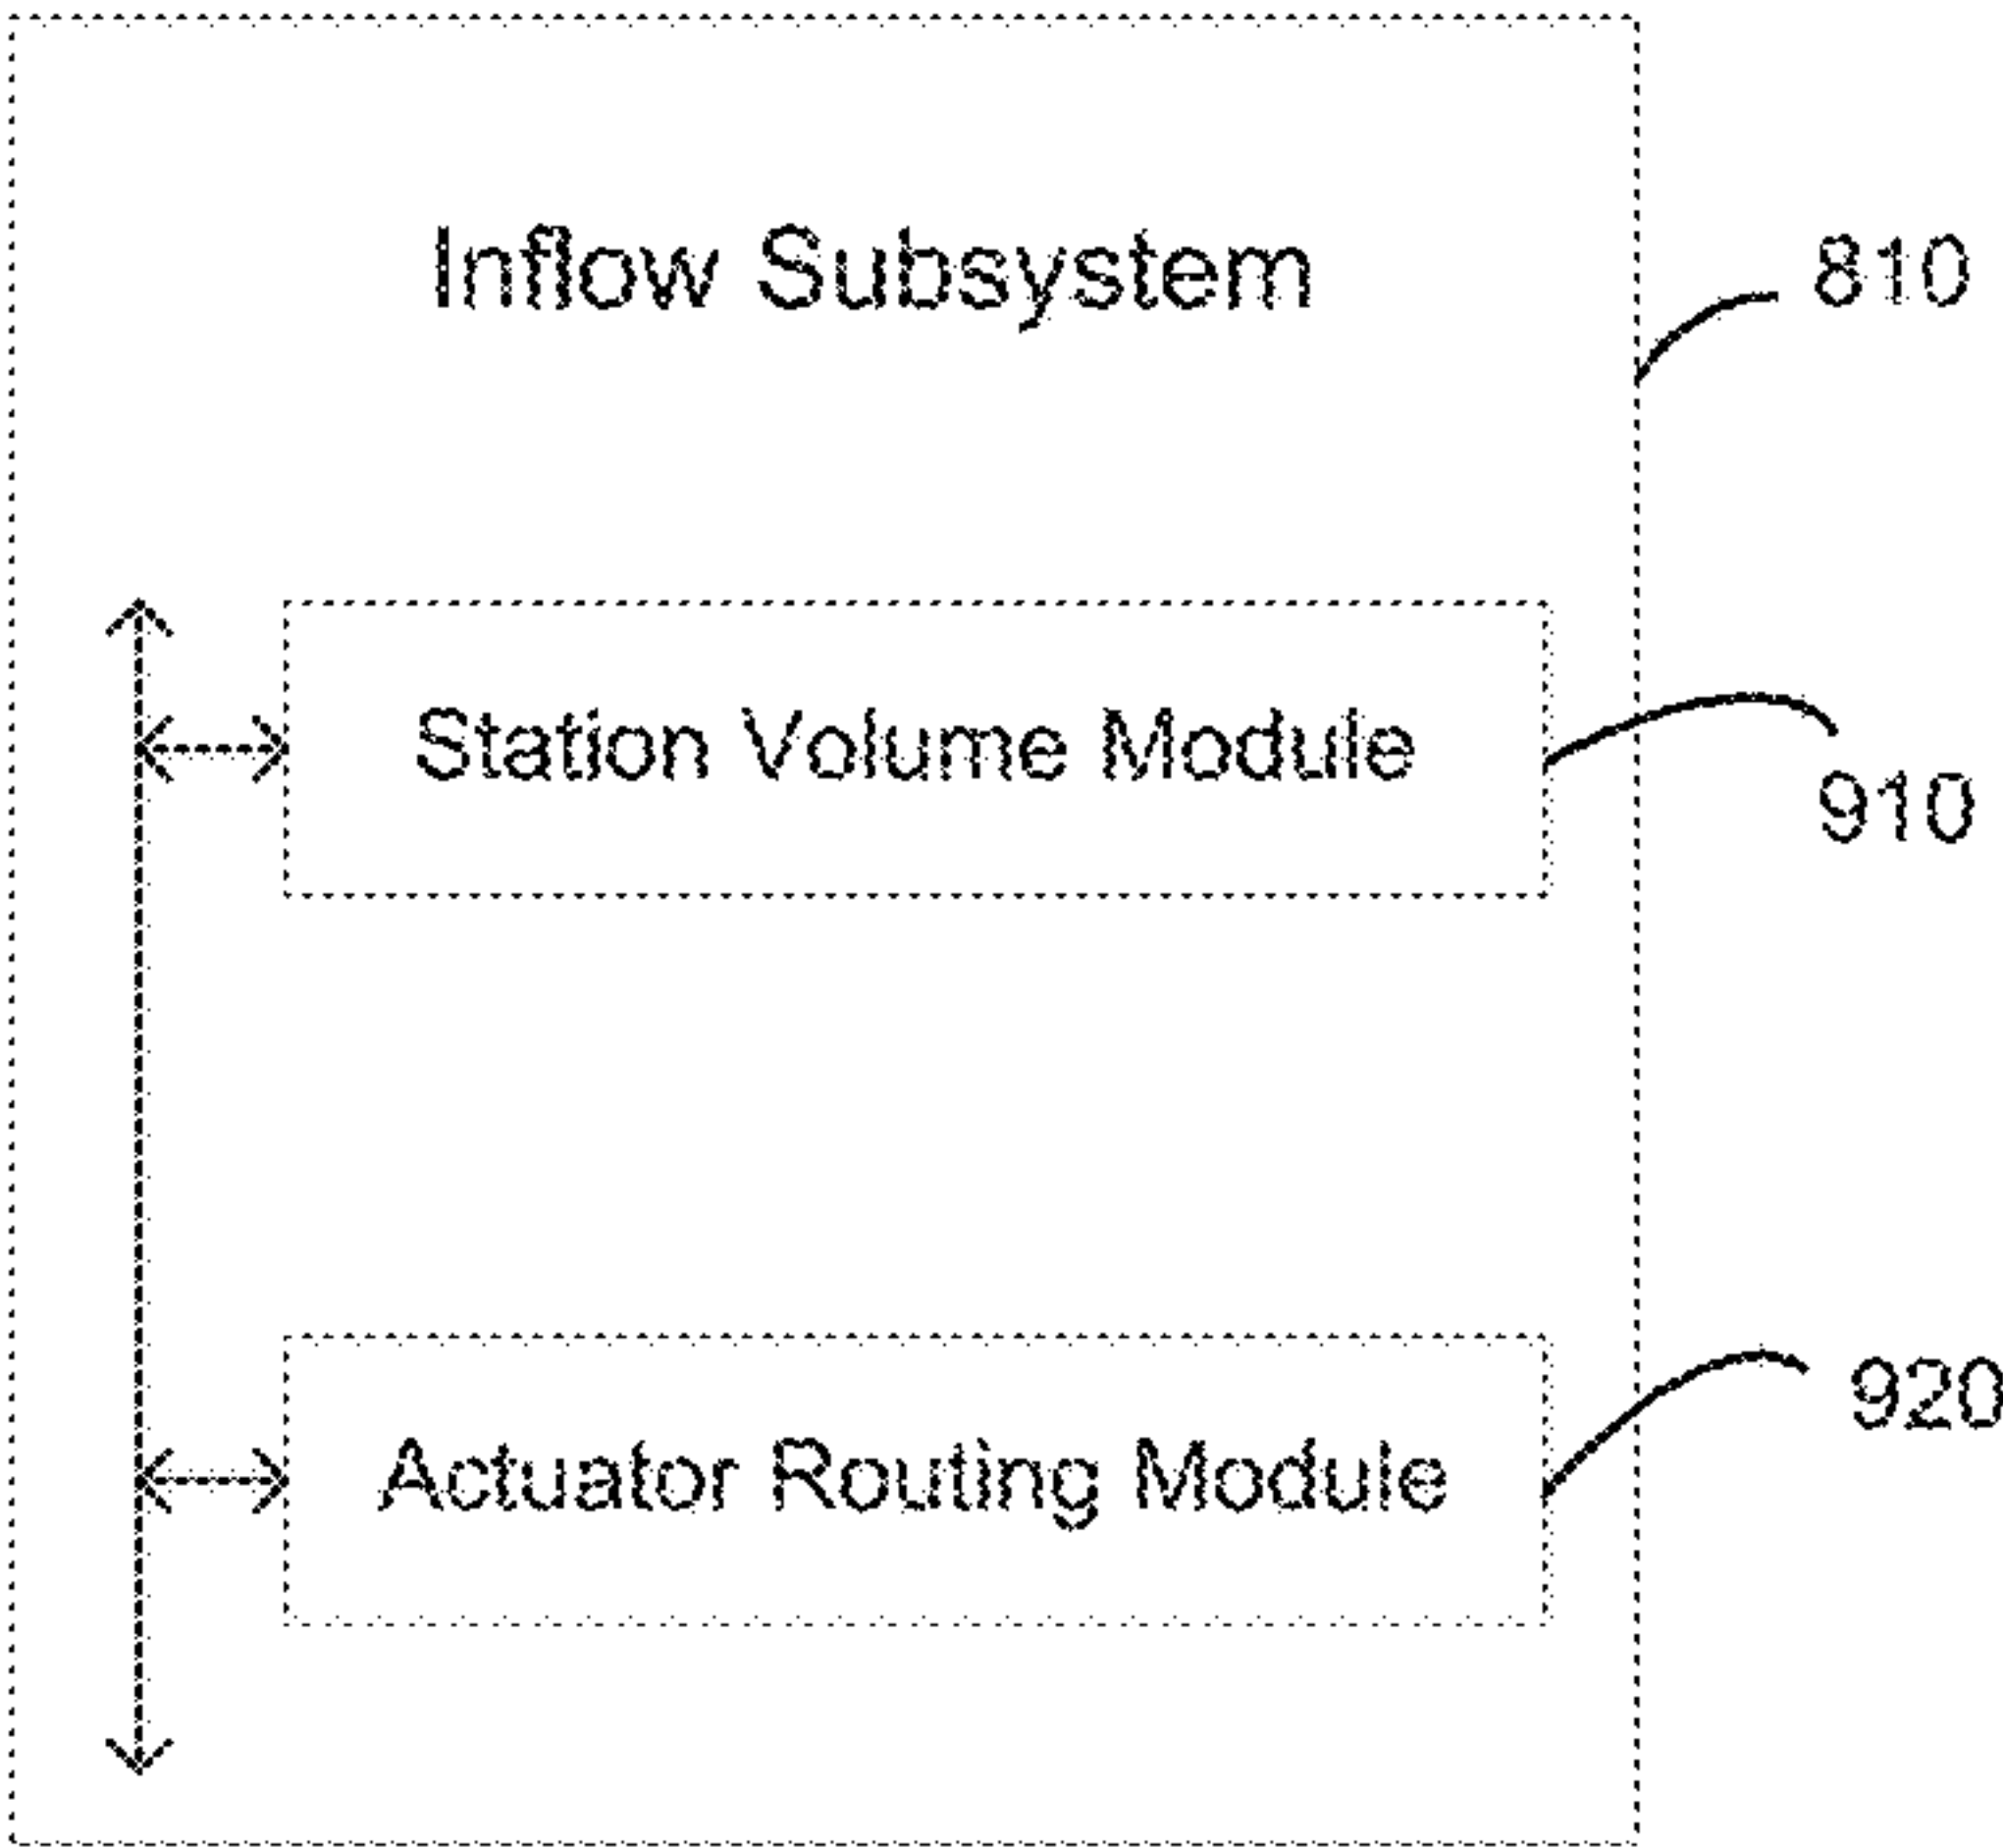 Inflow Subsystem
810
Station Volume Module
910
Actuator Routing Module
920